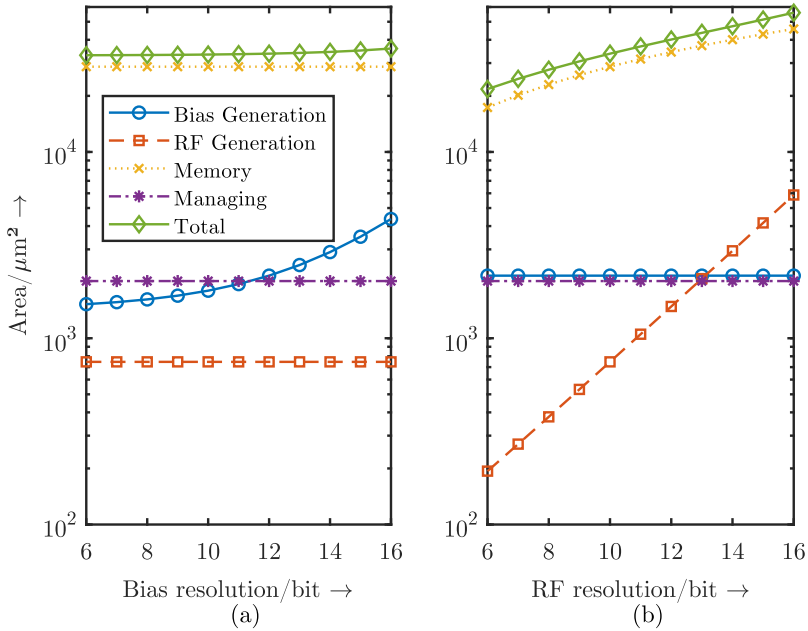 Area/μm² →
10⁴
10³
10²
Bias Generation
RF Generation
Memory
Managing
Total
6 8 10 12 14 16
Bias resolution/bit →
(a)
10⁴
10³
10²
6 8 10 12 14 16
RF resolution/bit →
(b)